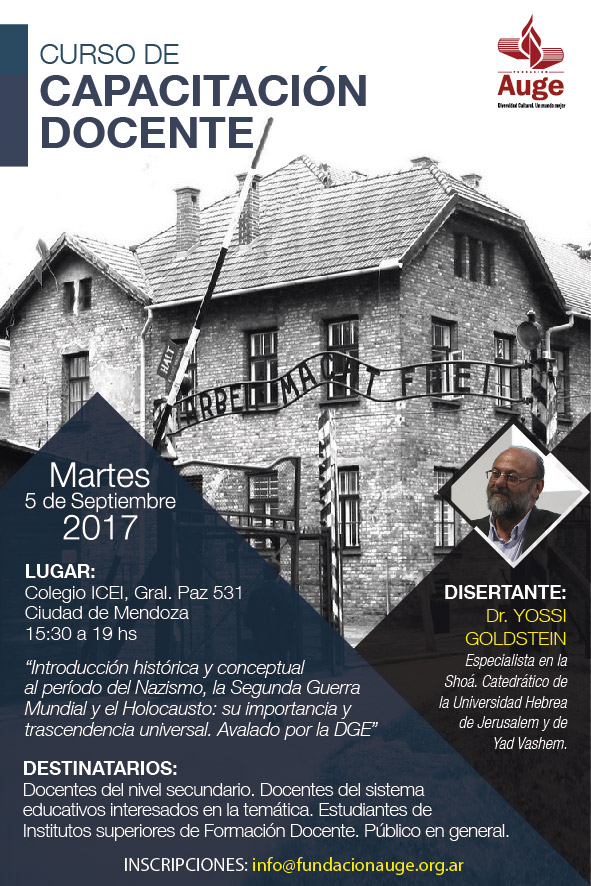 CURSO DE
CAPACITACIÓN
DOCENTE
FUNDACION
Auge
Diversidad Cultural. Un mundo mejor
HALT
ARBEIT MACHT FREI
Martes
5 de Septiembre
2017
LUGAR:
Colegio ICEI, Gral. Paz 531
Ciudad de Mendoza
15:30 a 19 hs
“Introducción histórica y conceptual
al período del Nazismo, la Segunda Guerra
Mundial y el Holocausto: su importancia y
trascendencia universal. Avalado por la DGE”
DISERTANTE:
Dr. YOSSI
GOLDSTEIN
Especialista en la
Shoá. Catedrático de
la Universidad Hebrea
de Jerusalem y de
Yad Vashem.
DESTINATARIOS:
Docentes del nivel secundario. Docentes del sistema
educativos interesados en la temática. Estudiantes de
Institutos superiores de Formación Docente. Público en general.
INSCRIPCIONES: info@fundacionauge.org.ar